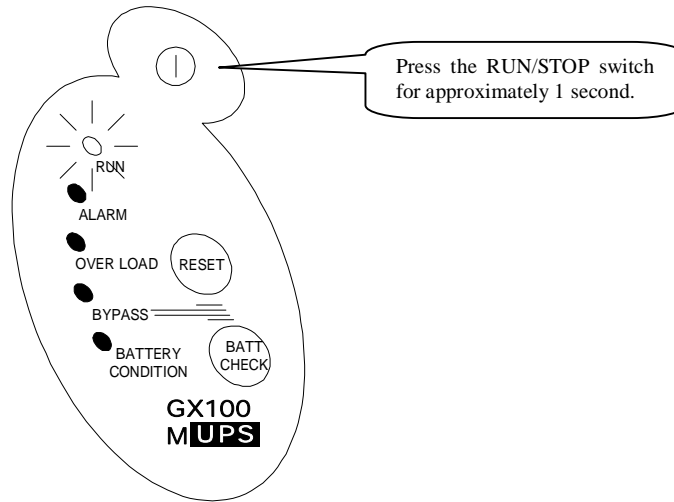 Press the RUN/STOP switch
for approximately 1 second.
RUN
ALARM
OVER LOAD
RESET
BYPASS
BATTERY
CONDITION
BATT
CHECK
GX100
M UPS